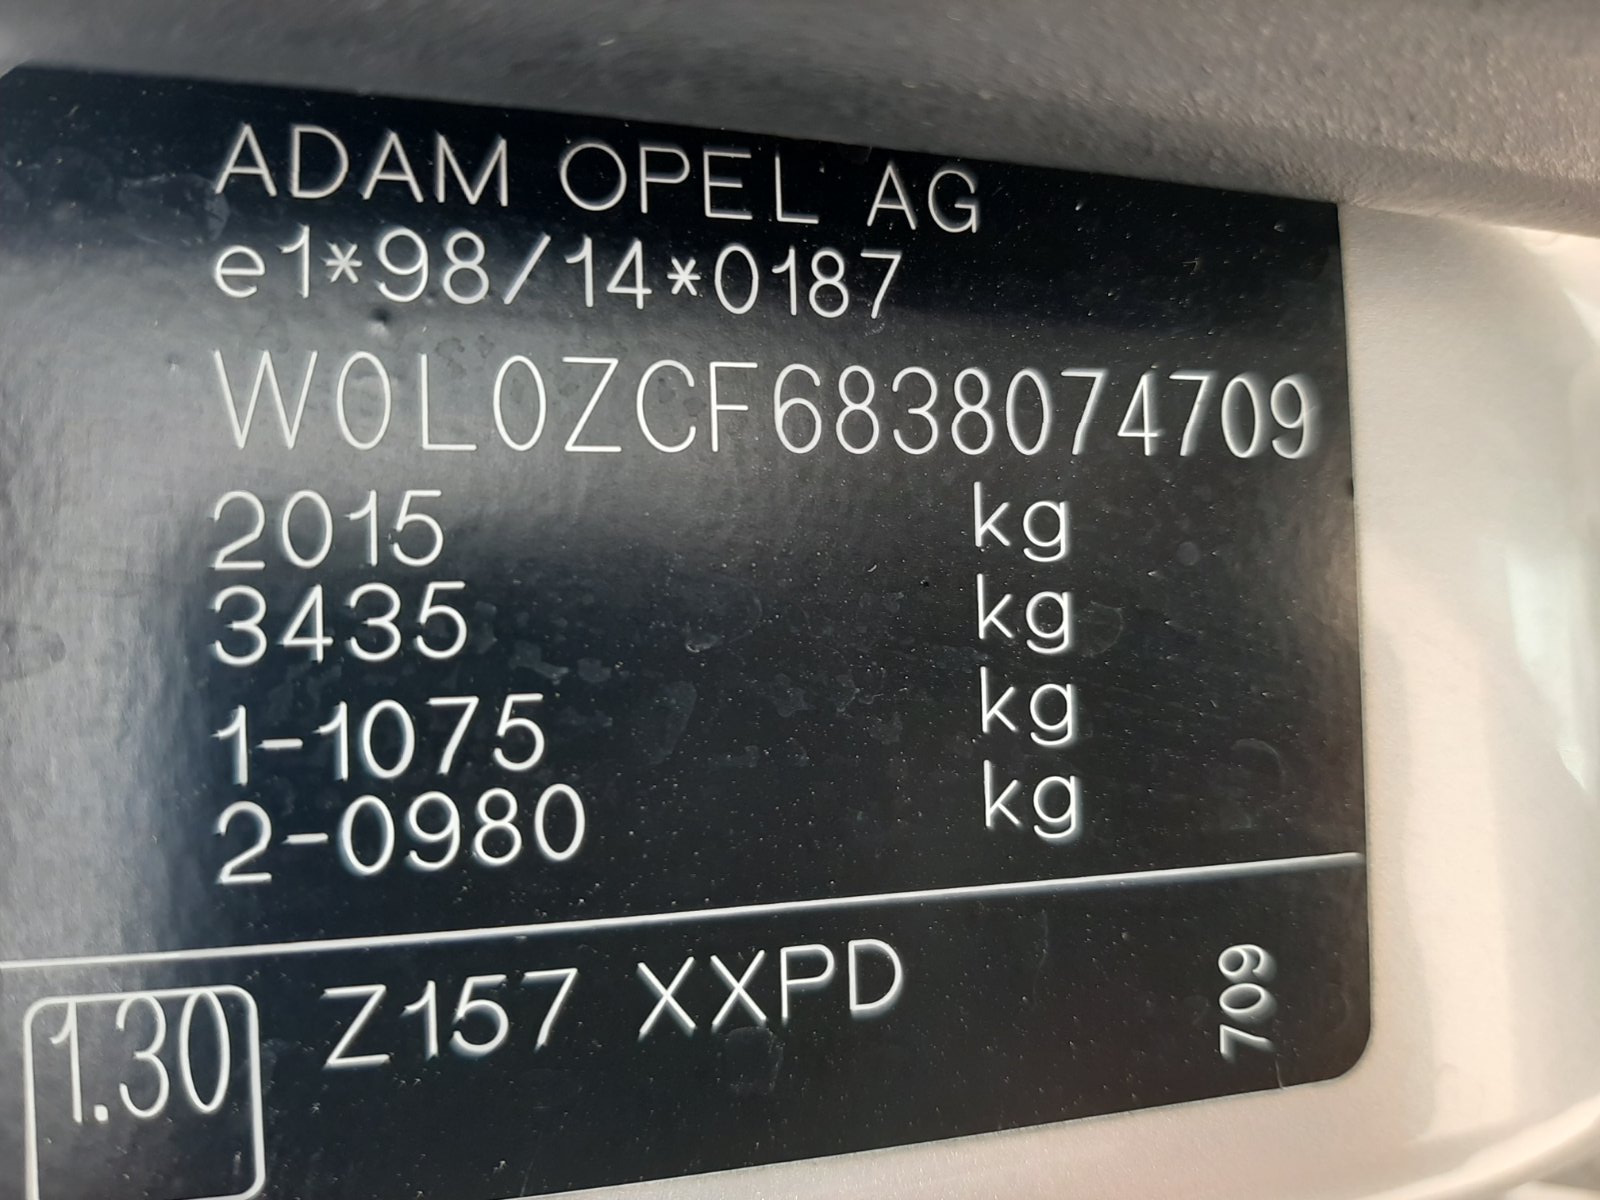 ADAM OPEL AG
e1*98/14*0187
W0L0ZCF6838074709
2015 kg
3435 kg
1-1075 kg
2-0980 kg
1.30 Z157 XXPD 709